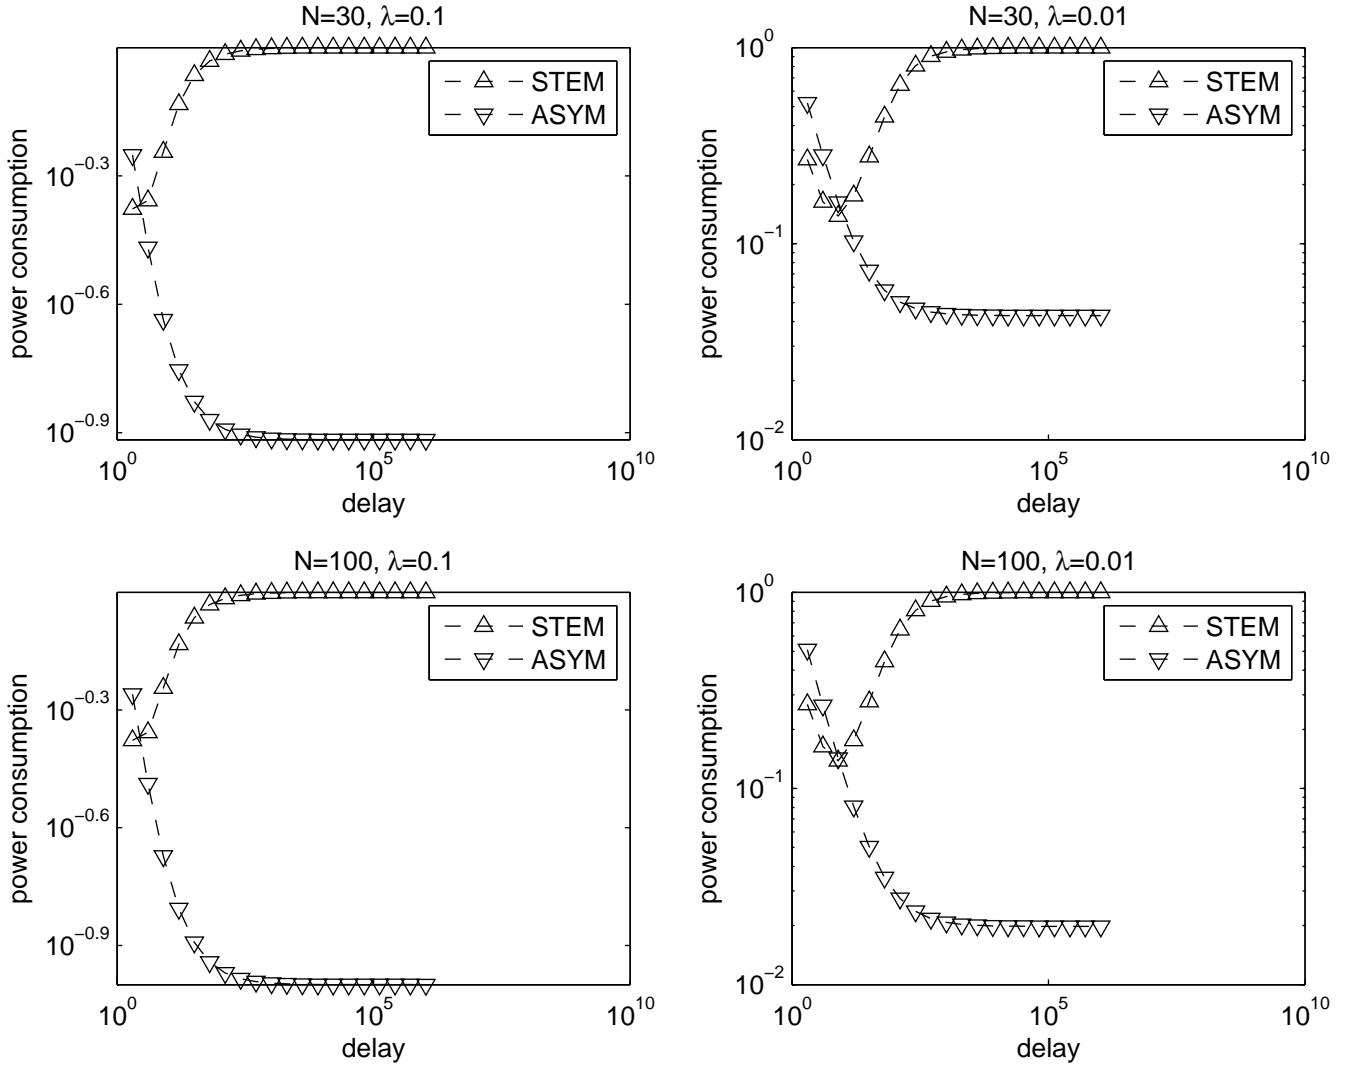 N=30, λ=0.1
power consumption
10^−0.3
10^−0.6
10^−0.9
STEM
ASYM
10^0
10^5
10^10
delay
N=30, λ=0.01
power consumption
10^0
10^−1
10^−2
STEM
ASYM
10^0
10^5
10^10
delay
N=100, λ=0.1
power consumption
10^−0.3
10^−0.6
10^−0.9
STEM
ASYM
10^0
10^5
10^10
delay
N=100, λ=0.01
power consumption
10^0
10^−1
10^−2
STEM
ASYM
10^0
10^5
10^10
delay